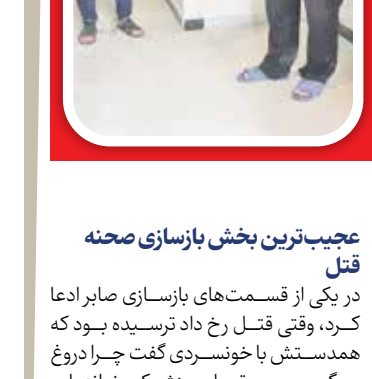 عجیب‌ترین بخش بازسازی صحنه
قتل
در یکی از قسمت‌های بازسازی صابر ادعا
کرد، وقتی قتل رخ داد ترسیده بود که
همدستش با خونسردی گفت چرا دروغ